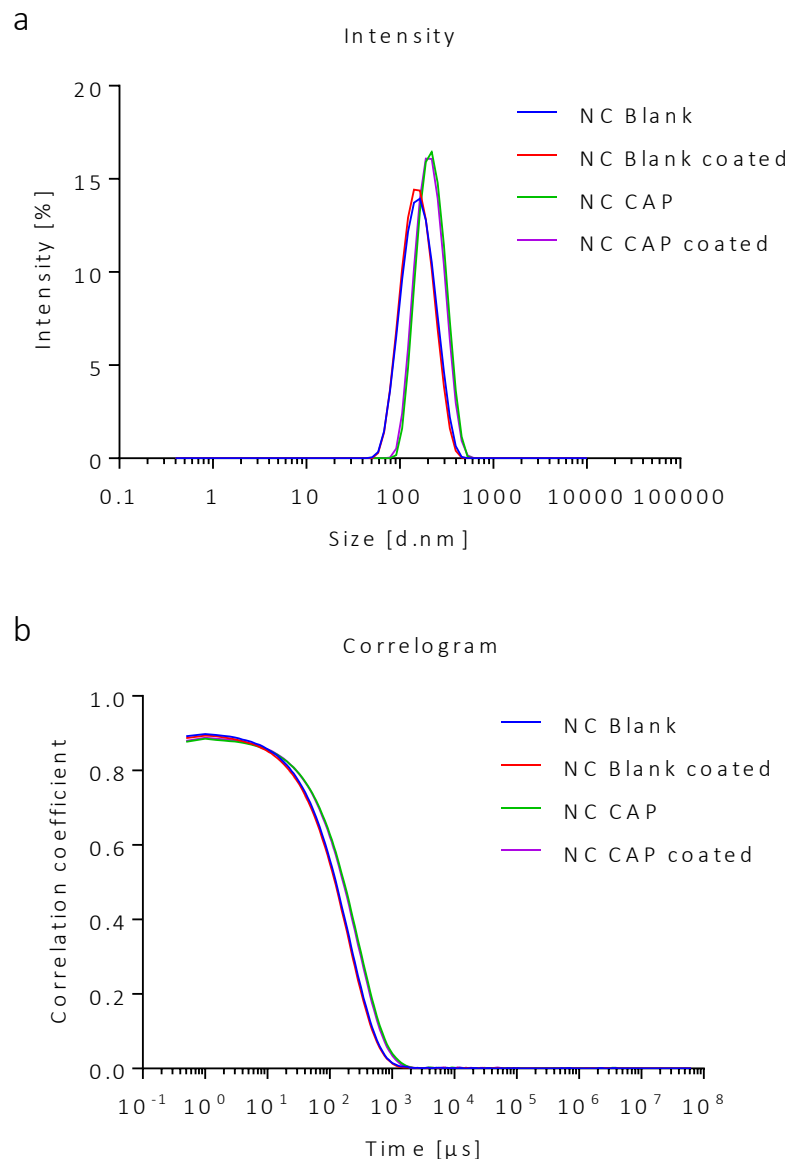 a
Intensity
Intensity [%]
20
15
10
5
0
NC Blank
NC Blank coated
NC CAP
NC CAP coated
0.1 1 10 100 1000 10000 100000
Size [d.nm]
b
Correlogram
Correlation coefficient
1.0
0.8
0.6
0.4
0.2
0.0
NC Blank
NC Blank coated
NC CAP
NC CAP coated
10⁻¹ 10⁰ 10¹ 10² 10³ 10⁴ 10⁵ 10⁶ 10⁷ 10⁸
Time [µs]